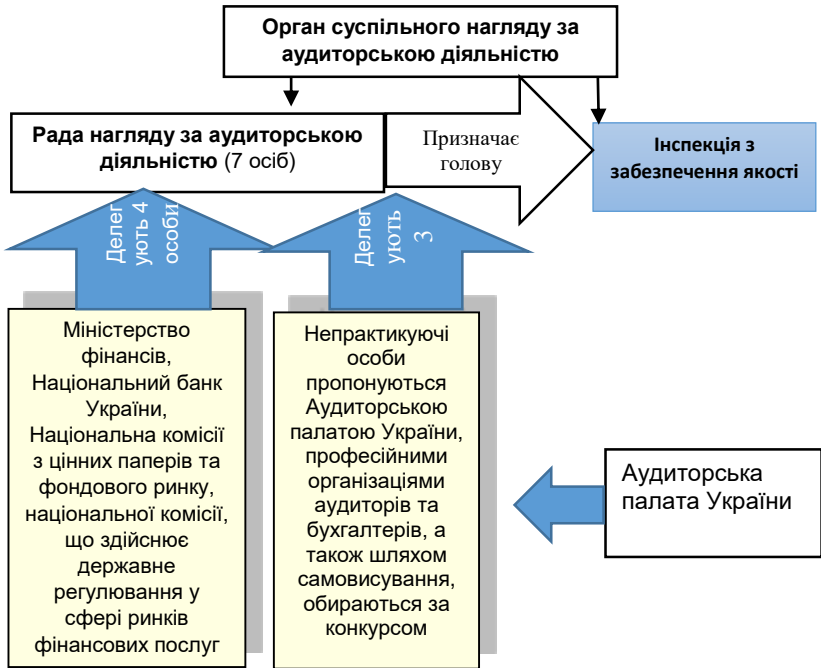 Орган суспільного нагляду за
аудиторською діяльністю
Рада нагляду за аудиторською
діяльністю (7 осіб)
Призначає
голову
Інспекція з
забезпечення якості
Делег
ують 4
особи
Делег
ують
3
Міністерство
фінансів,
Національний банк
України,
Національна комісії
з цінних паперів та
фондового ринку,
національної комісії,
що здійснює
державне
регулювання у
сфері ринків
фінансових послуг
Непрактикуючі
особи
пропонуються
Аудиторською
палатою України,
професійними
організаціями
аудиторів та
бухгалтерів, а
також шляхом
самовисування,
обираються за
конкурсом
Аудиторська
палата України